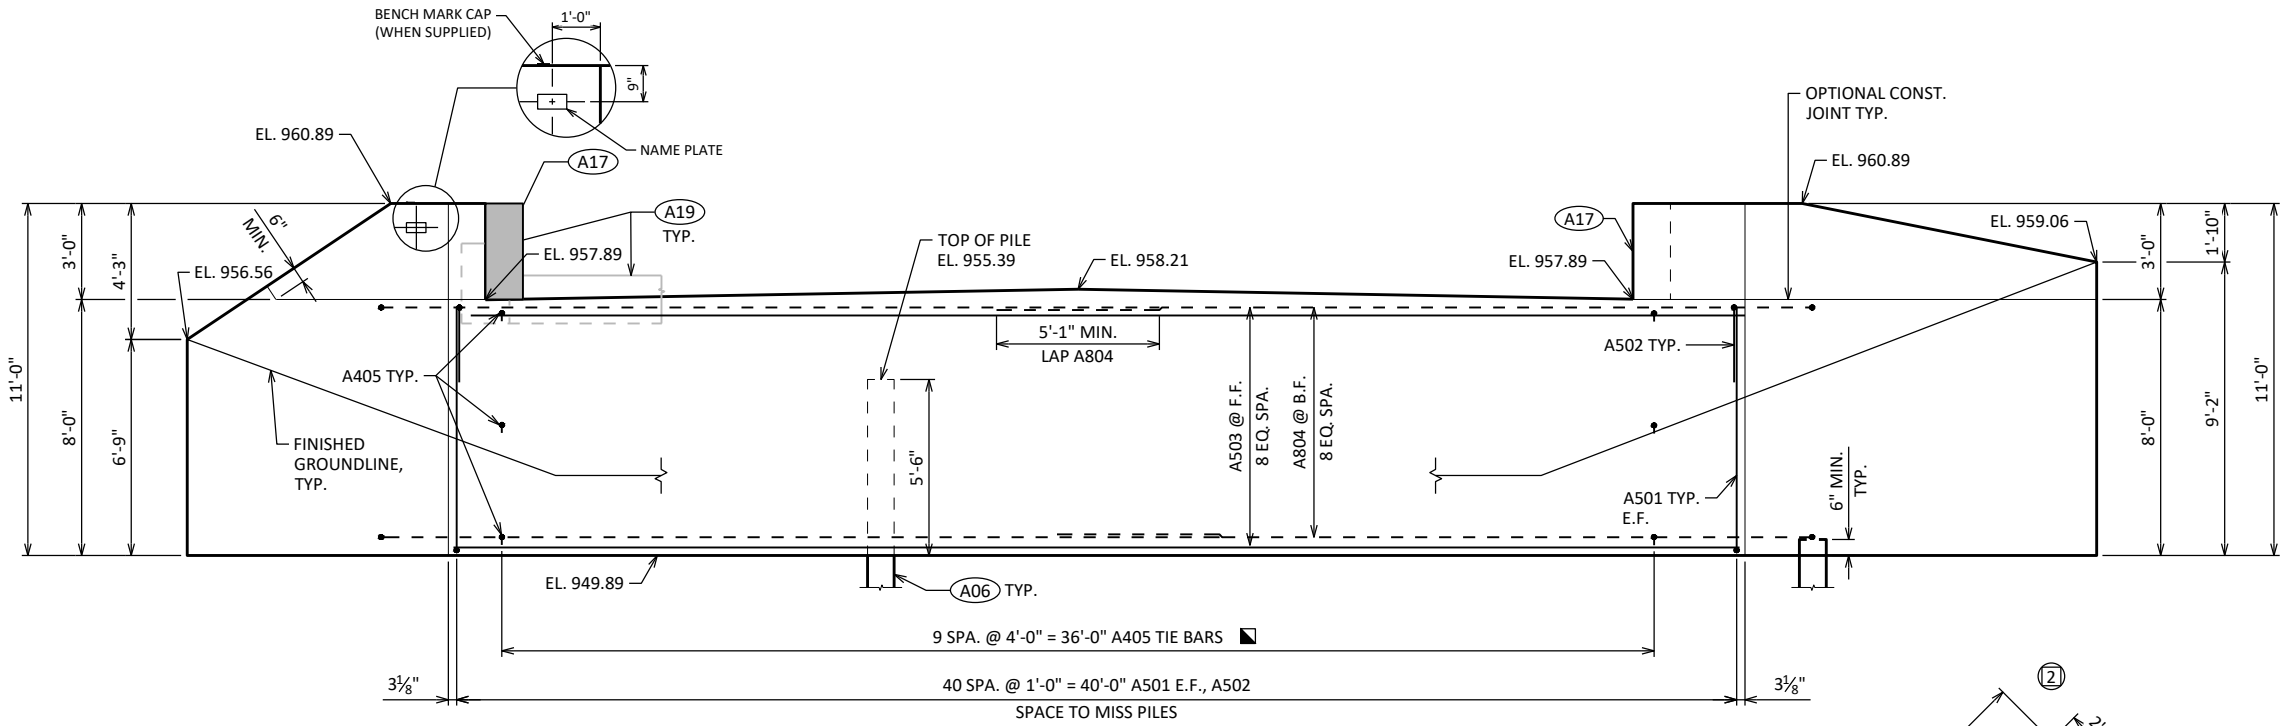 BENCH MARK CAP
(WHEN SUPPLIED)
1'-0"
9"
NAME PLATE
EL. 960.89
A17
OPTIONAL CONST.
JOINT TYP.
EL. 960.89
6"
MIN.
A19
TYP.
A17
EL. 959.06
TOP OF PILE
EL. 955.39
EL. 956.56
EL. 957.89
EL. 958.21
EL. 957.89
3'-0"
4'-3"
3'-0"
1'-10"
5'-1" MIN.
LAP A804
A502 TYP.
A405 TYP.
11'-0"
8'-0"
6'-9"
A503 @ F.F.
8 EQ. SPA.
A804 @ B.F.
8 EQ. SPA.
8'-0"
9'-2"
11'-0"
FINISHED
GROUNDLINE,
TYP.
5'-6"
A501 TYP.
E.F.
6" MIN.
TYP.
EL. 949.89
A06 TYP.
9 SPA. @ 4'-0" = 36'-0" A405 TIE BARS
3⅛"
40 SPA. @ 1'-0" = 40'-0" A501 E.F., A502
3⅛"
SPACE TO MISS PILES
2
2'